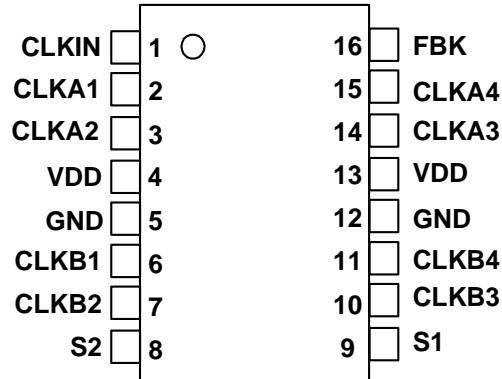 CLKIN 1 16 FBK
CLKA1 2 15 CLKA4
CLKA2 3 14 CLKA3
VDD 4 13 VDD
GND 5 12 GND
CLKB1 6 11 CLKB4
CLKB2 7 10 CLKB3
S2 8 9 S1